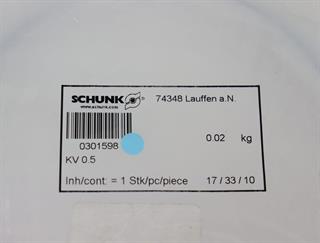 SCHUNK ®
www.schunk.com
74348 Lauffen a.N.
0301598
0.02 kg
KV 0.5
Inh/cont: = 1 Stk/pc/piece
17 / 33 / 10